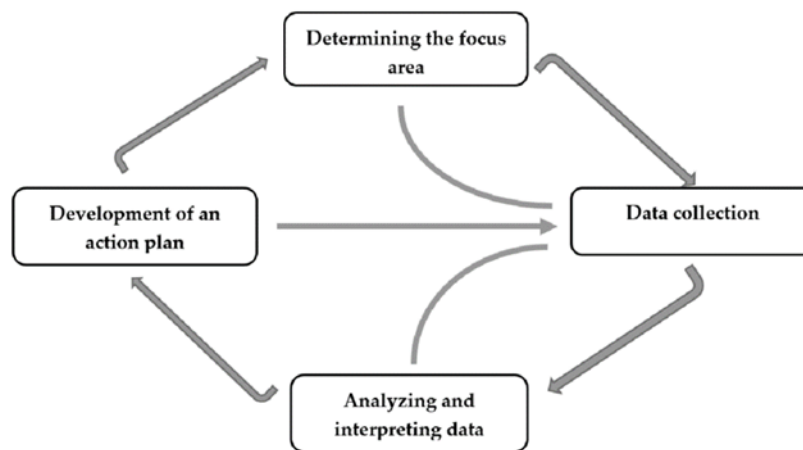 Determining the focus
area
Data collection
Development of an
action plan
Analyzing and
interpreting data